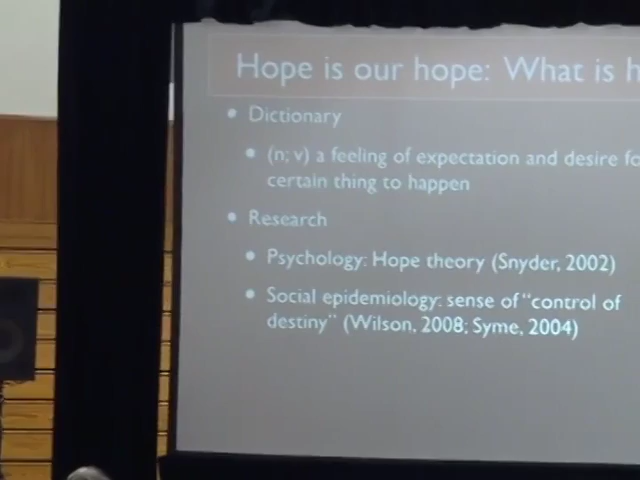 Hope is our hope: What is h
• Dictionary
• (n; v) a feeling of expectation and desire fo
certain thing to happen
• Research
• Psychology: Hope theory (Snyder, 2002)
• Social epidemiology: sense of "control of
destiny" (Wilson, 2008; Syme, 2004)